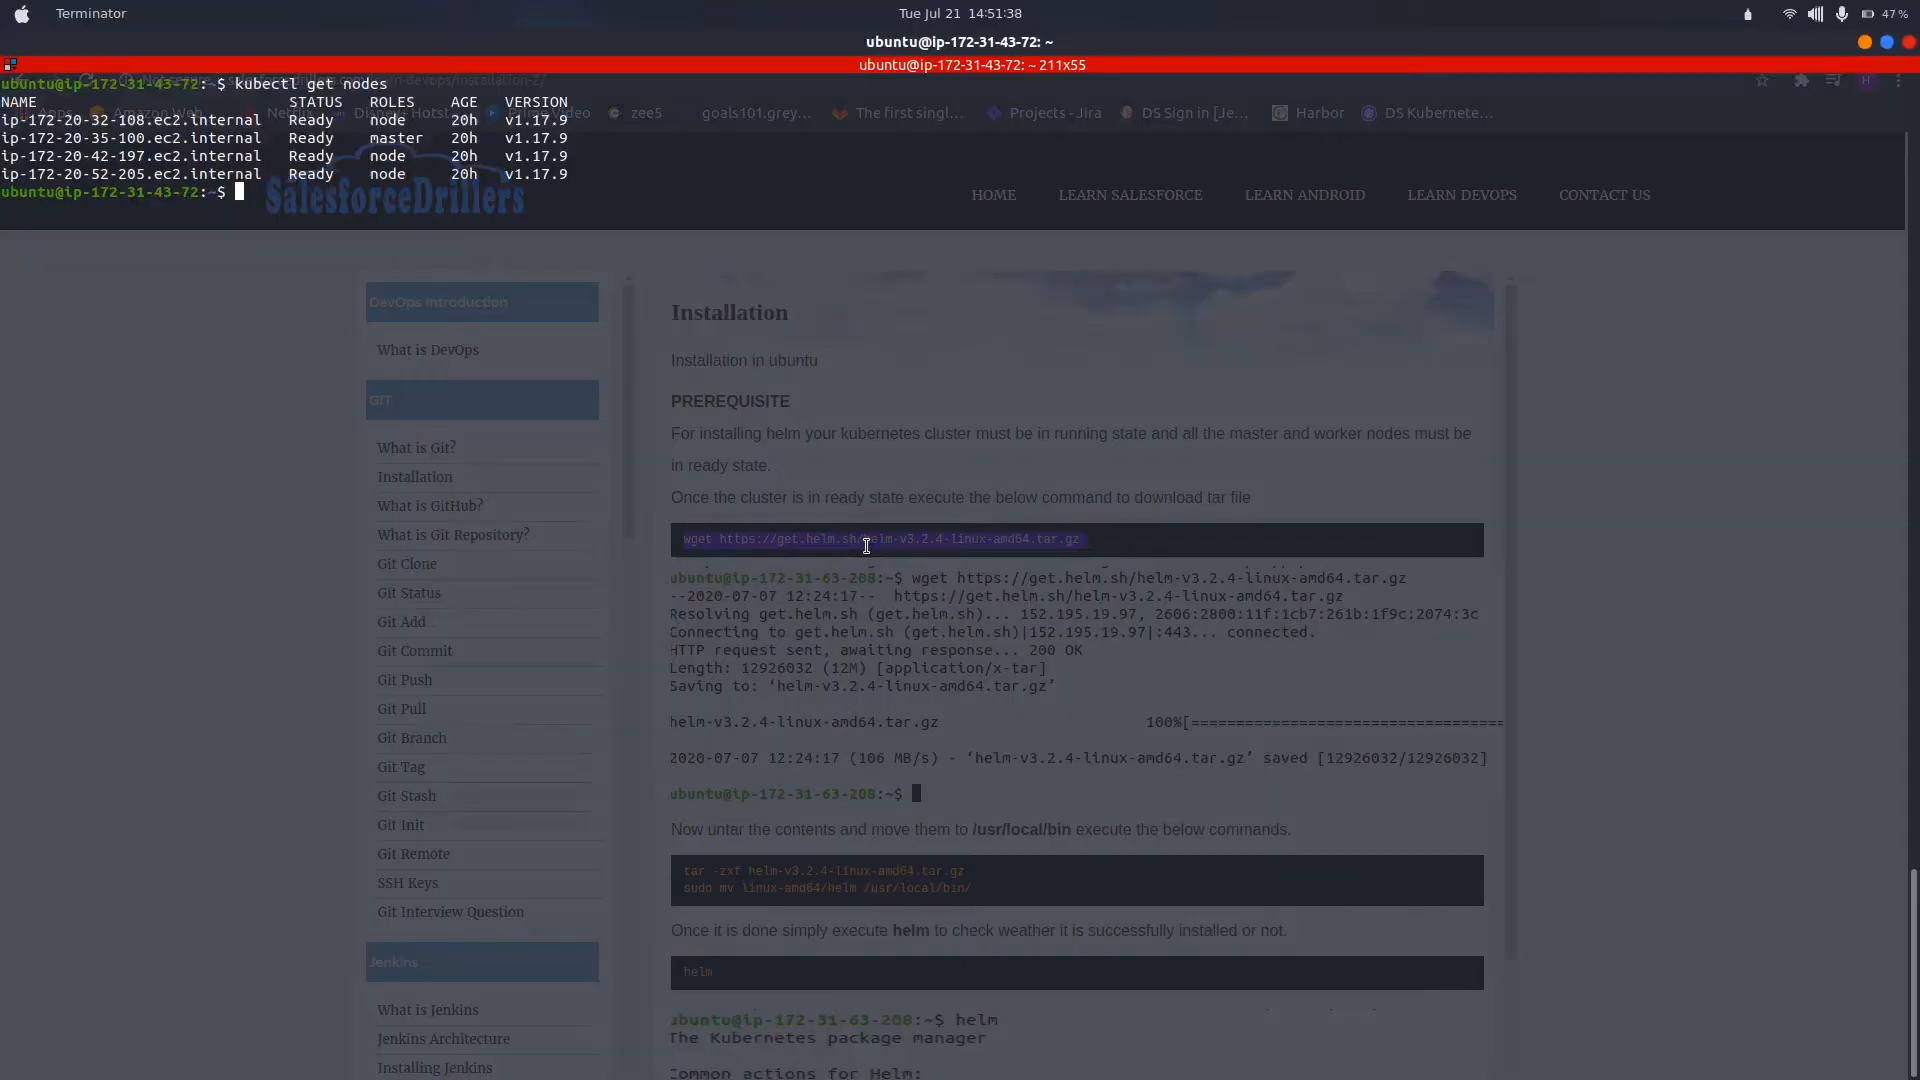 Terminator
Tue Jul 21 14:51:38
47 %
ubuntu@ip-172-31-43-72: ~
ubuntu@ip-172-31-43-72: ~ 211x55
ubuntu@ip-172-31-43-72:~$ kubectl get nodes
NAME STATUS ROLES AGE VERSION
ip-172-20-32-108.ec2.internal Ready node 20h v1.17.9
ip-172-20-35-100.ec2.internal Ready master 20h v1.17.9
ip-172-20-42-197.ec2.internal Ready node 20h v1.17.9
ip-172-20-52-205.ec2.internal Ready node 20h v1.17.9
ubuntu@ip-172-31-43-72:~$
Apps Amazon Web Prime Video zee5 goals101.grey... The first singl... Projects - Jira DS Sign in [Je... Harbor DS Kubernete...
SalesforceDrillers
HOME LEARN SALESFORCE LEARN ANDROID LEARN DEVOPS CONTACT US
DevOps Introduction
What is DevOps
GIT
What is Git?
Installation
What is GitHub?
What is Git Repository?
Git Clone
Git Status
Git Add
Git Commit
Git Push
Git Pull
Git Branch
Git Tag
Git Stash
Git Init
Git Remote
SSH Keys
Git Interview Question
Jenkins
What is Jenkins
Jenkins Architecture
Installing Jenkins
Installation
Installation in ubuntu
PREREQUISITE
For installing helm your kubernetes cluster must be in running state and all the master and worker nodes must be
in ready state.
Once the cluster is in ready state execute the below command to download tar file
wget https://get.helm.sh/helm-v3.2.4-linux-amd64.tar.gz
ubuntu@ip-172-31-63-208:~$ wget https://get.helm.sh/helm-v3.2.4-linux-amd64.tar.gz
--2020-07-07 12:24:17-- https://get.helm.sh/helm-v3.2.4-linux-amd64.tar.gz
Resolving get.helm.sh (get.helm.sh)... 152.195.19.97, 2606:2800:11f:1cb7:261b:1f9c:2074:3c
Connecting to get.helm.sh (get.helm.sh)|152.195.19.97|:443... connected.
HTTP request sent, awaiting response... 200 OK
Length: 12926032 (12M) [application/x-tar]
Saving to: ‘helm-v3.2.4-linux-amd64.tar.gz’
helm-v3.2.4-linux-amd64.tar.gz 100%[===================================
2020-07-07 12:24:17 (106 MB/s) - ‘helm-v3.2.4-linux-amd64.tar.gz’ saved [12926032/12926032]
ubuntu@ip-172-31-63-208:~$
Now untar the contents and move them to /usr/local/bin execute the below commands.
tar -zxf helm-v3.2.4-linux-amd64.tar.gz
sudo mv linux-amd64/helm /usr/local/bin/
Once it is done simply execute helm to check weather it is successfully installed or not.
helm
ubuntu@ip-172-31-63-208:~$ helm
The Kubernetes package manager
Common actions for Helm: